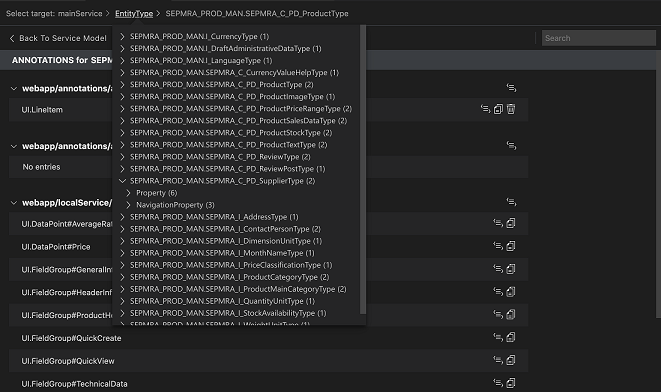 Select target: mainService > EntityType > SEPMRA_PROD_MAN.SEPMRA_C_PD_ProductType
Back To Service Model
Search
ANNOTATIONS for SEPM
SEPMRA_PROD_MAN.I_CurrencyType (1)
SEPMRA_PROD_MAN.I_DraftAdministrativeDataType (1)
SEPMRA_PROD_MAN.I_LanguageType (1)
SEPMRA_PROD_MAN.SEPMRA_C_CurrencyValueHelpType (1)
SEPMRA_PROD_MAN.SEPMRA_C_PD_ProductType (2)
SEPMRA_PROD_MAN.SEPMRA_C_PD_ProductImageType (1)
SEPMRA_PROD_MAN.SEPMRA_C_PD_ProductPriceRangeType (2)
SEPMRA_PROD_MAN.SEPMRA_C_PD_ProductSalesDataType (2)
SEPMRA_PROD_MAN.SEPMRA_C_PD_ProductStockType (2)
SEPMRA_PROD_MAN.SEPMRA_C_PD_ProductTextType (2)
SEPMRA_PROD_MAN.SEPMRA_C_PD_ReviewType (2)
SEPMRA_PROD_MAN.SEPMRA_C_PD_ReviewPostType (1)
SEPMRA_PROD_MAN.SEPMRA_C_PD_SupplierType (2)
Property (6)
NavigationProperty (3)
SEPMRA_PROD_MAN.SEPMRA_I_AddressType (1)
SEPMRA_PROD_MAN.SEPMRA_I_ContactPersonType (2)
SEPMRA_PROD_MAN.SEPMRA_I_DimensionUnitType (1)
SEPMRA_PROD_MAN.SEPMRA_I_MonthNameType (1)
SEPMRA_PROD_MAN.SEPMRA_I_PriceClassificationType (1)
SEPMRA_PROD_MAN.SEPMRA_I_ProductCategoryType (2)
SEPMRA_PROD_MAN.SEPMRA_I_ProductMainCategoryType (2)
SEPMRA_PROD_MAN.SEPMRA_I_QuantityUnitType (1)
SEPMRA_PROD_MAN.SEPMRA_I_StockAvailabilityType (1)
SEPMRA_PROD_MAN.SEPMRA_I_WeightUnitType (1)
webapp/annotations/a
UI.LineItem
webapp/annotations/a
No entries
webapp/localService/
UI.DataPoint#AverageRat
UI.DataPoint#Price
UI.FieldGroup#GeneralInf
UI.FieldGroup#HeaderInf
UI.FieldGroup#ProductHe
UI.FieldGroup#QuickCreate
UI.FieldGroup#QuickView
UI.FieldGroup#TechnicalData